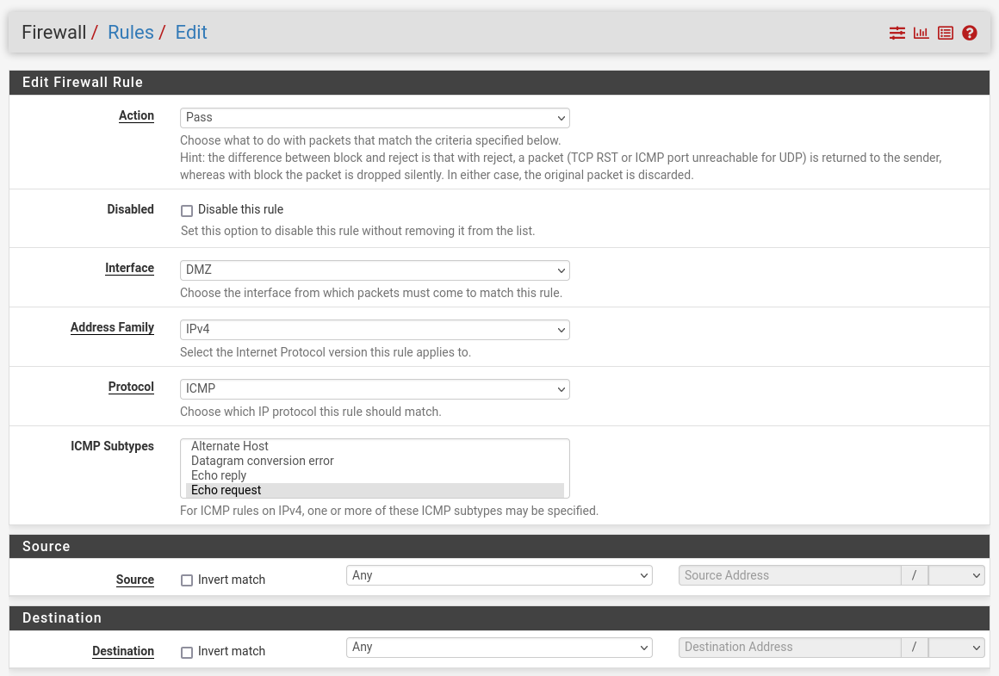 Firewall / Rules / Edit
Edit Firewall Rule
Action
Pass
Choose what to do with packets that match the criteria specified below.
Hint: the difference between block and reject is that with reject, a packet (TCP RST or ICMP port unreachable for UDP) is returned to the sender,
whereas with block the packet is dropped silently. In either case, the original packet is discarded.
Disabled
Disable this rule
Set this option to disable this rule without removing it from the list.
Interface
DMZ
Choose the interface from which packets must come to match this rule.
Address Family
IPv4
Select the Internet Protocol version this rule applies to.
Protocol
ICMP
Choose which IP protocol this rule should match.
ICMP Subtypes
Alternate Host
Datagram conversion error
Echo reply
Echo request
For ICMP rules on IPv4, one or more of these ICMP subtypes may be specified.
Source
Source
Invert match
Any
Source Address
/
Destination
Destination
Invert match
Any
Destination Address
/